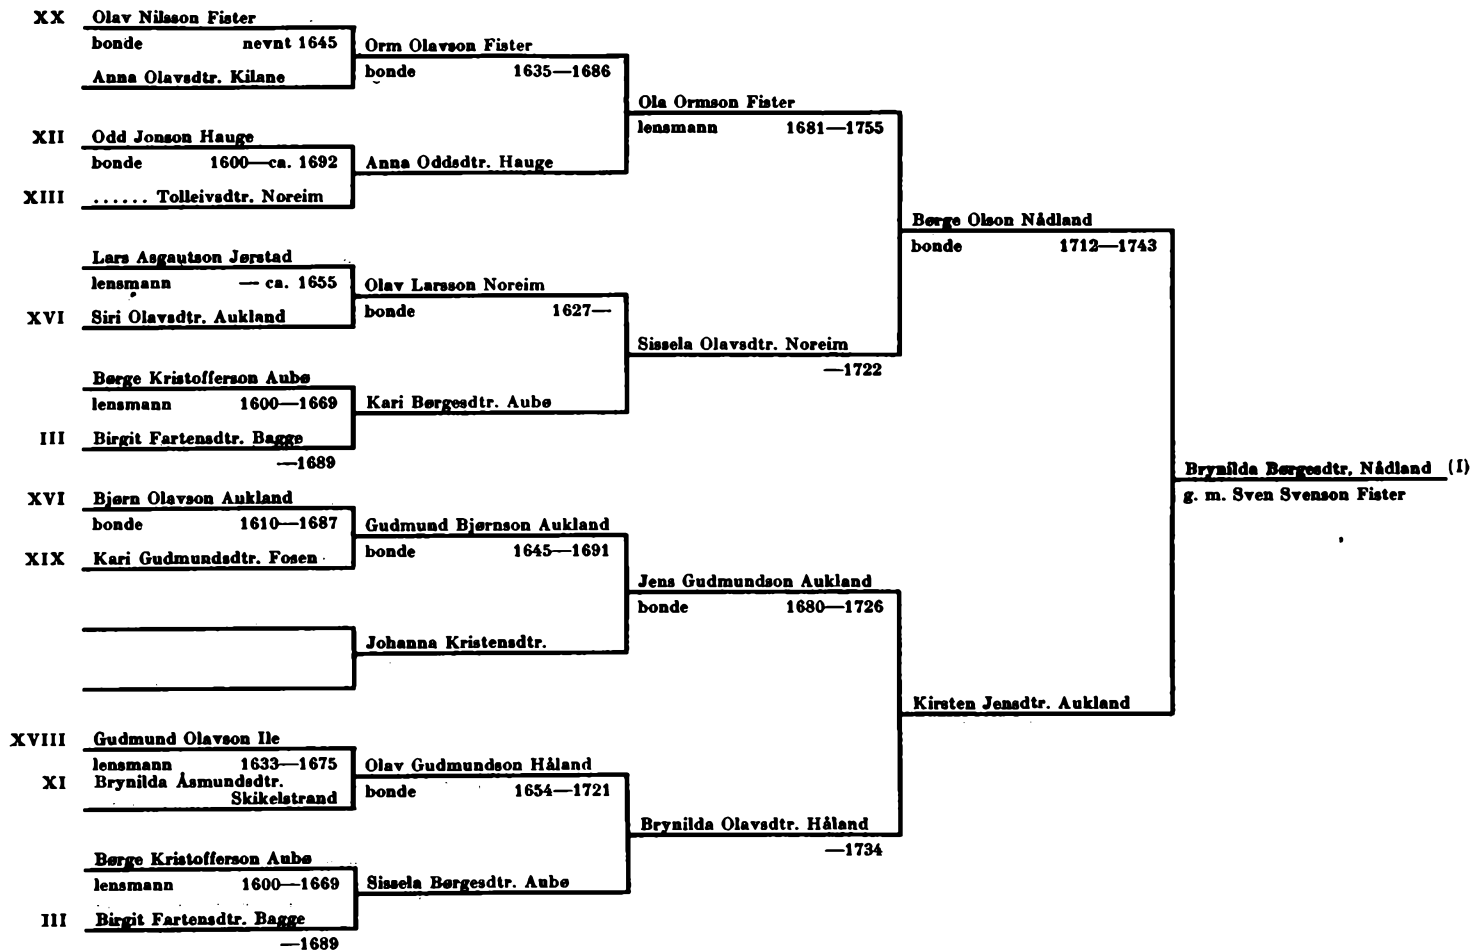 XX Olav Nilsson Fister
bonde nevnt 1645
Anna Olavsdtr. Kilane
Orm Olavson Fister
bonde 1635—1686
XII Odd Jonson Hauge
bonde 1600—ca. 1692
XIII ...... Tolleivsdtr. Noreim
Anna Oddsdtr. Hauge
Ola Ormson Fister
lensmann 1681—1755
Lars Asgautson Jørstad
lensmann — ca. 1655
XVI Siri Olavsdtr. Aukland
Olav Larsson Noreim
bonde 1627—
Børge Kristofferson Aubø
lensmann 1600—1669
III Birgit Fartensdtr. Bagge
—1689
Kari Børgesdtr. Aubø
Sissela Olavsdtr. Noreim
—1722
Børge Olson Nådland
bonde 1712—1743
XVI Bjørn Olavson Aukland
bonde 1610—1687
XIX Kari Gudmundsdtr. Fosen
Gudmund Bjørnson Aukland
bonde 1645—1691
Johanna Kristensdtr.
Jens Gudmundson Aukland
bonde 1680—1726
XVIII Gudmund Olavson Ile
lensmann 1633—1675
XI Brynilda Åsmundsdtr.
Skikelstrand
Olav Gudmundson Håland
bonde 1654—1721
Børge Kristofferson Aubø
lensmann 1600—1669
III Birgit Fartensdtr. Bagge
—1689
Sissela Børgesdtr. Aubø
Brynilda Olavsdtr. Håland
—1734
Kirsten Jensdtr. Aukland
Brynilda Børgesdtr. Nådland (I)
g. m. Sven Svenson Fister